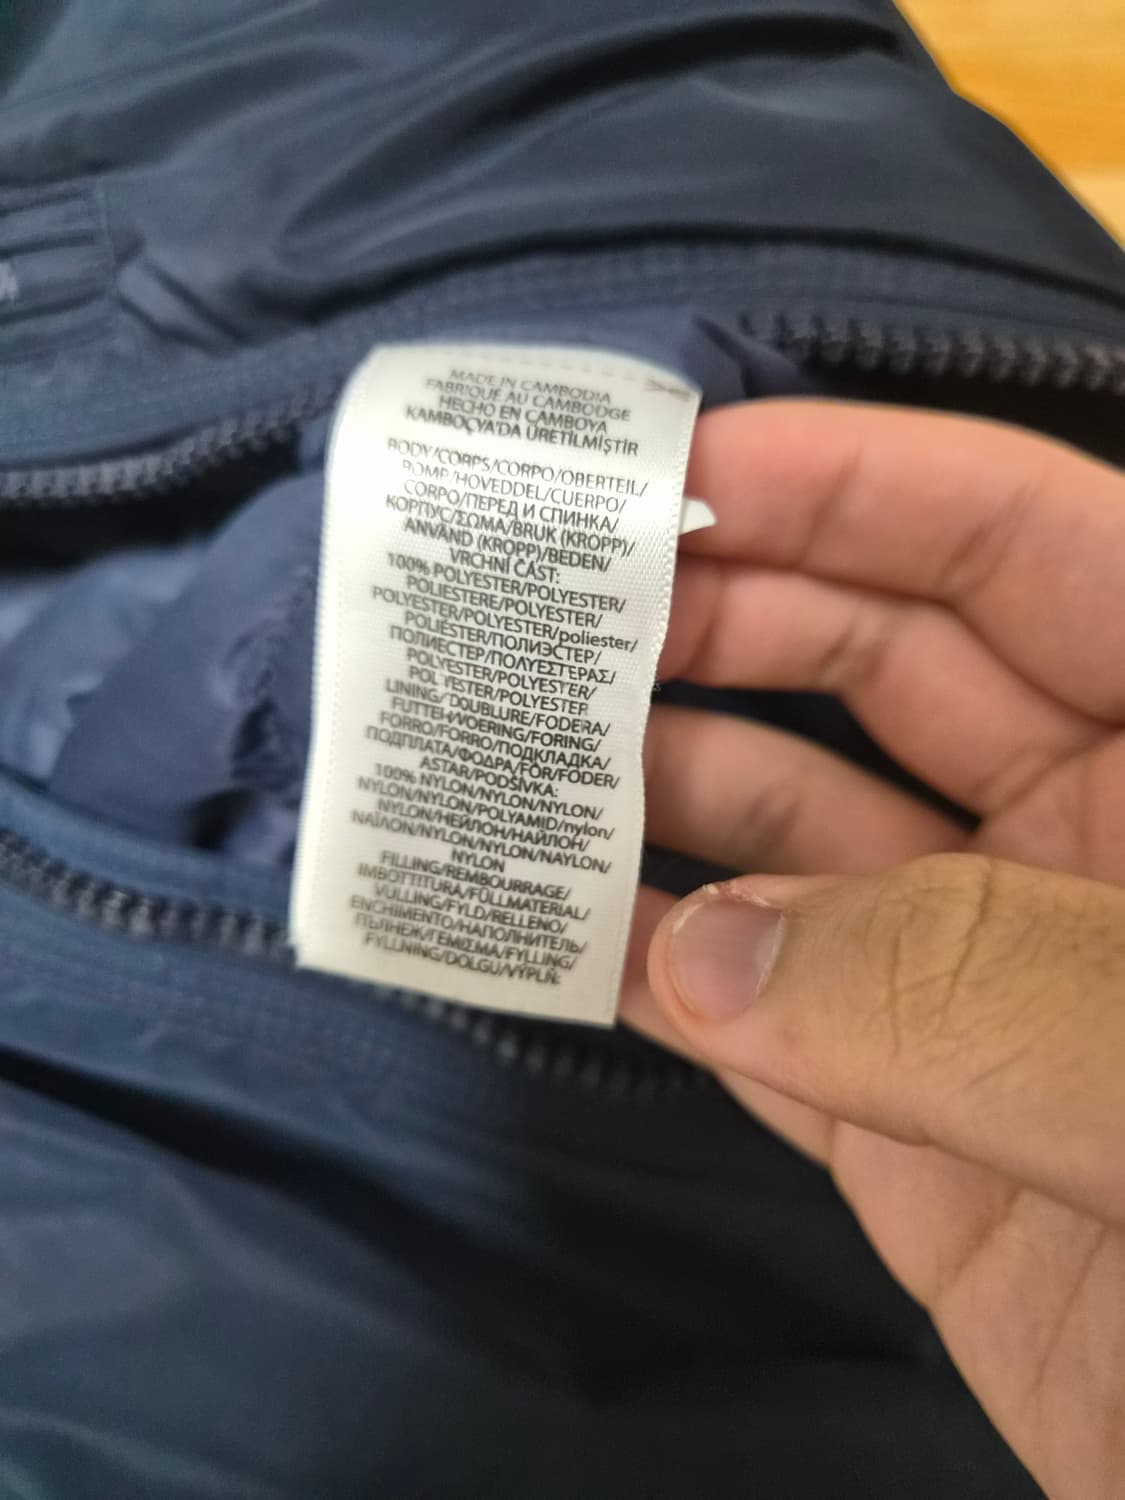 MADE IN CAMBODIA
FABRIQUE AU CAMBODGE
HECHO EN CAMBOYA
KAMBOÇYA'DA ÜRETİLMİŞTİR
BODY/CORPS/CORPO/OBERTEIL/
ROMP/HOVEDDEL/CUERPO/
CORPO/ПЕРЕД И СПИНКА/
КОРПУС/ΣΩΜΑ/BRUK (KROPP)/
ANVÄND (KROPP)/BEDEN/
VRCHNÍ ČÁST:
100% POLYESTER/POLYESTER/
POLIESTERE/POLYESTER/
POLYESTER/POLYESTER/poliester/
POLIÉSTER/ПОЛИЭСТЕР/
ПОЛИЕСТЕР/ΠΟΛΥΕΣΤΕΡΑΣ/
POLYESTER/POLYESTER/
POLYESTER/POLYESTER
LINING/DOUBLURE/FODERA/
FUTTER/VOERING/FORING/
FORRO/FORRO/ПОДКЛАДКА/
ПОДПЛАТА/ΦΟΔΡΑ/FÔR/FODER/
ASTAR/PODŠÍVKA:
100% NYLON/NYLON/NYLON/
NYLON/NYLON/POLYAMID/nylon/
NYLON/НЕЙЛОН/НАЙЛОН/
ΝΑΪΛΟΝ/NYLON/NYLON/NAYLON/
NYLON
FILLING/REMBOURRAGE/
IMBOTTITURA/FÜLLMATERIAL/
VULLING/FYLD/RELLENO/
ENCHIMENTO/НАПОЛНИТЕЛЬ/
ПЪЛНЕЖ/ΓΕΜΙΣΜΑ/FYLLING/
FYLLNING/DOLGU/VÝPLŇ: